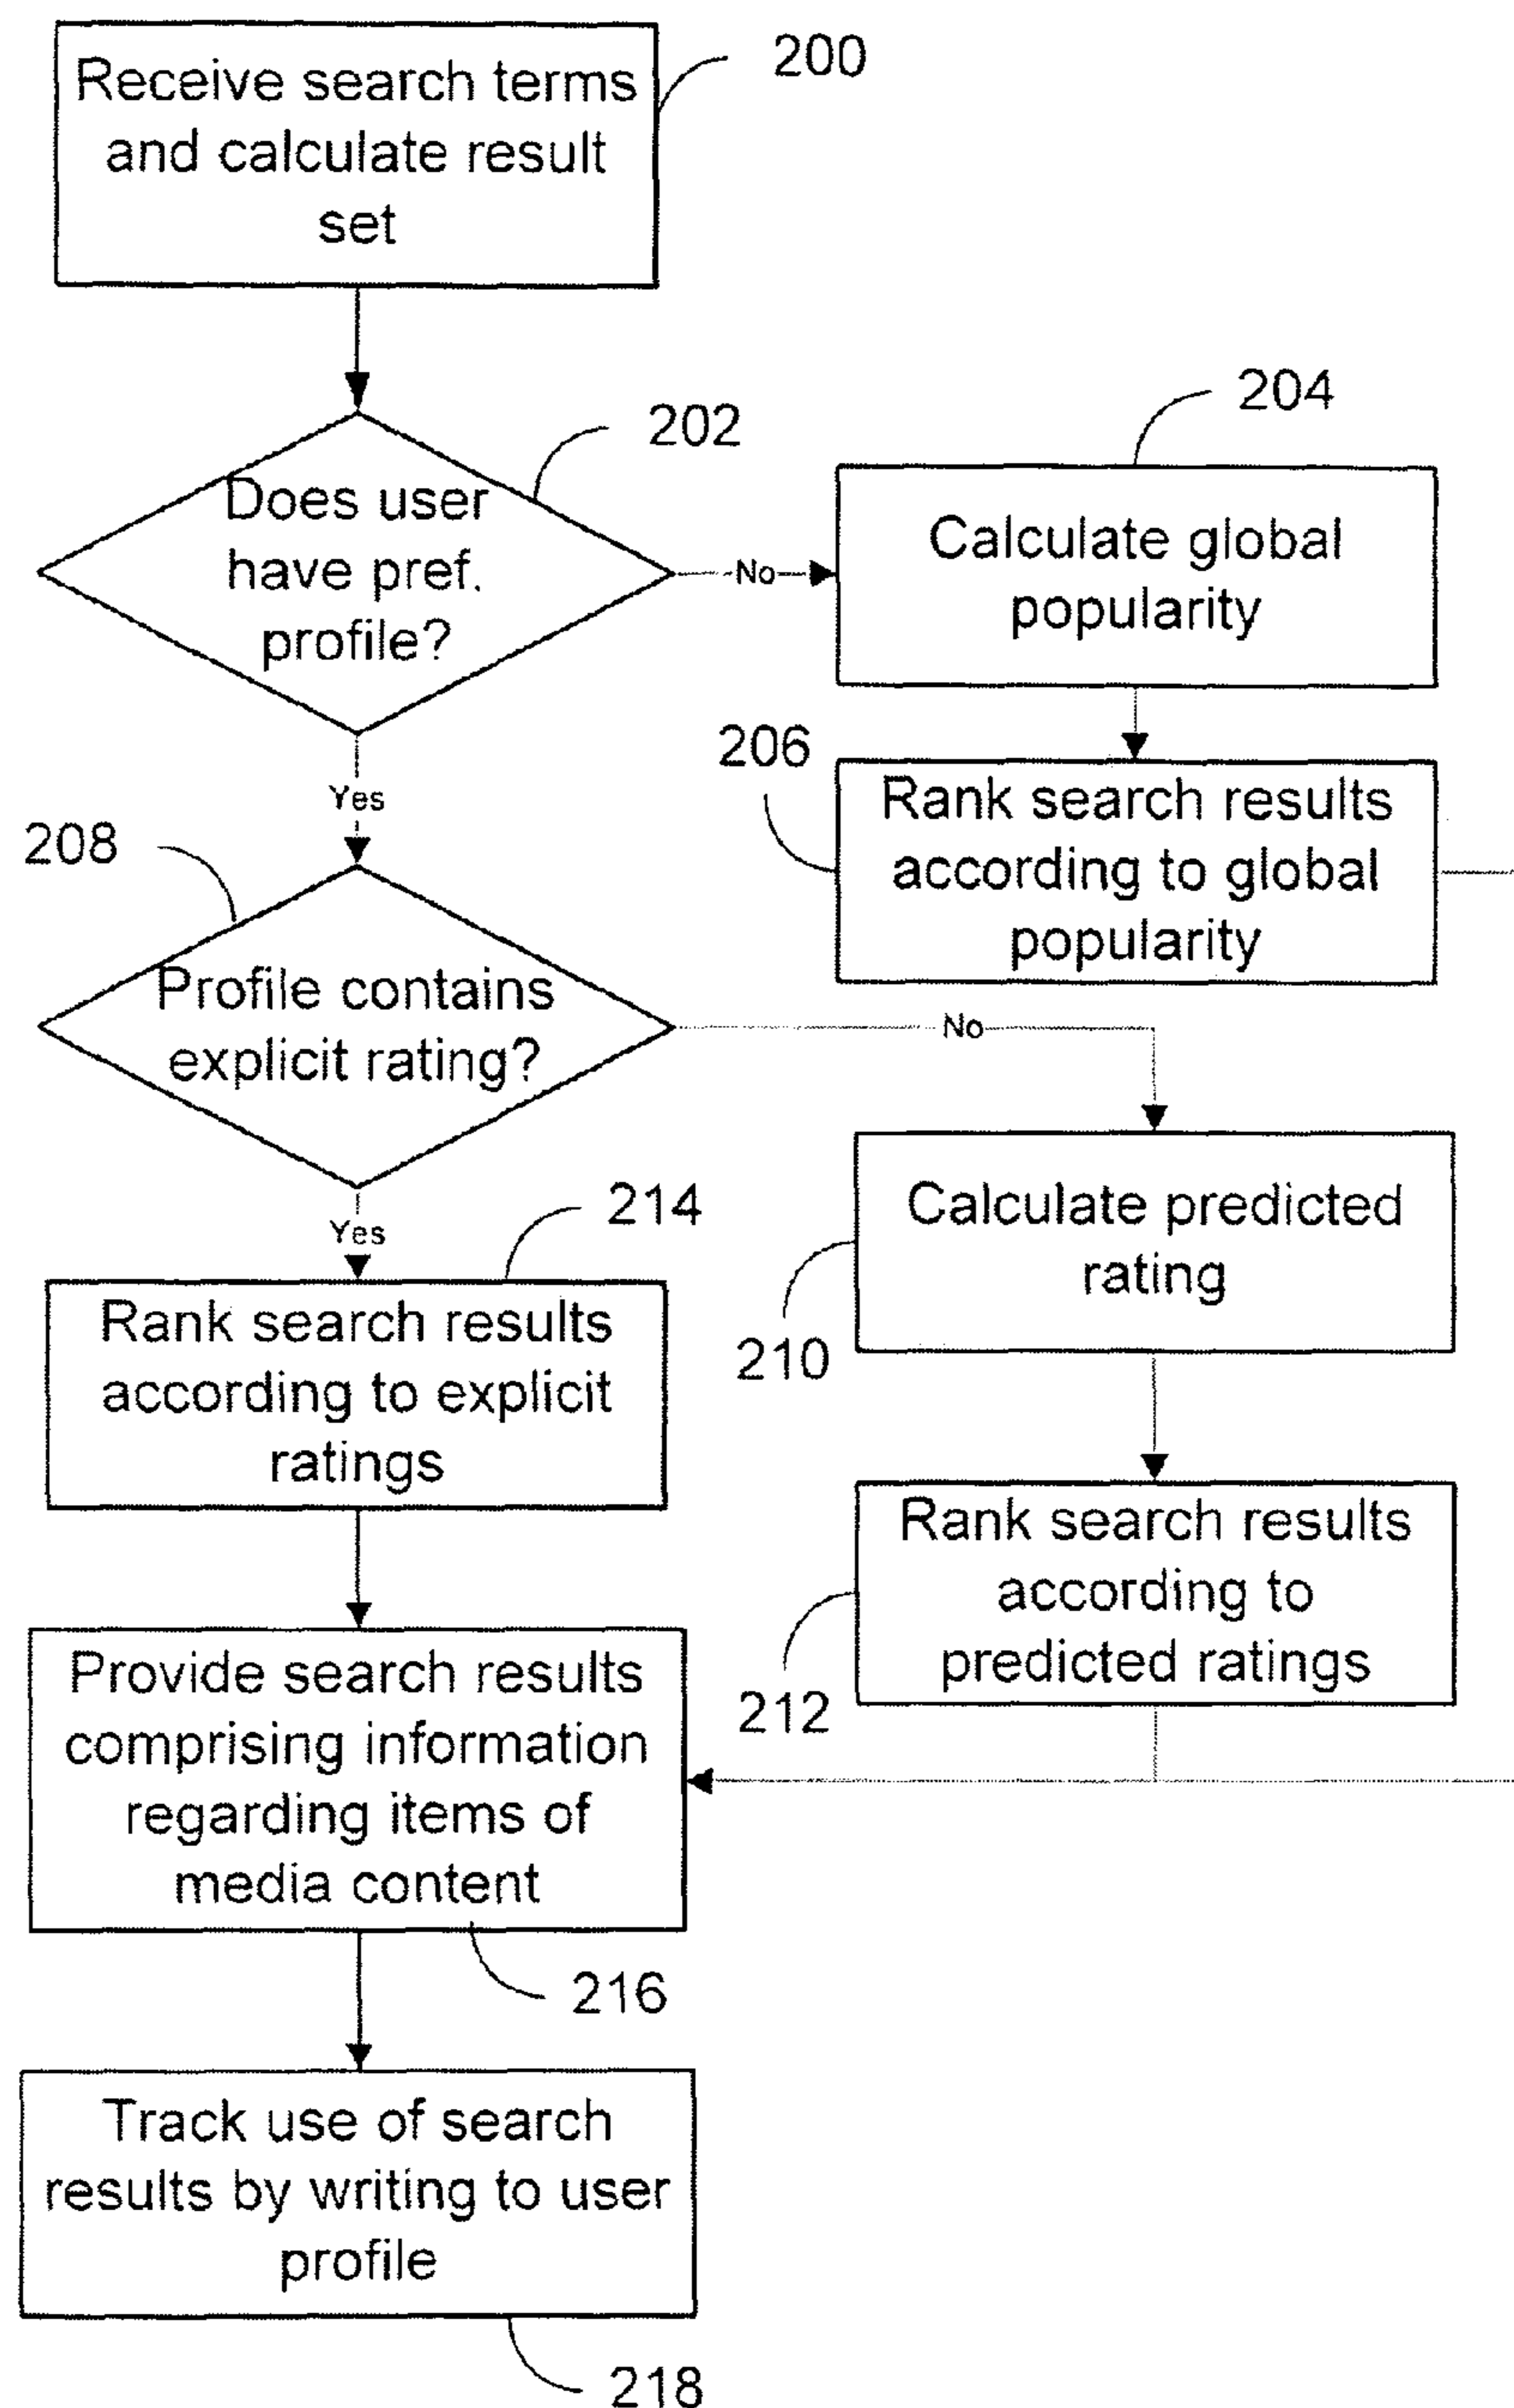 Receive search terms
and calculate result
set
200
202
Does user
have pref.
profile?
No
204
Calculate global
popularity
Yes
206
Rank search results
according to global
popularity
208
Profile contains
explicit rating?
No
Yes
214
Rank search results
according to explicit
ratings
Calculate predicted
rating
210
Rank search results
according to
predicted ratings
212
Provide search results
comprising information
regarding items of
media content
216
Track use of search
results by writing to user
profile
218